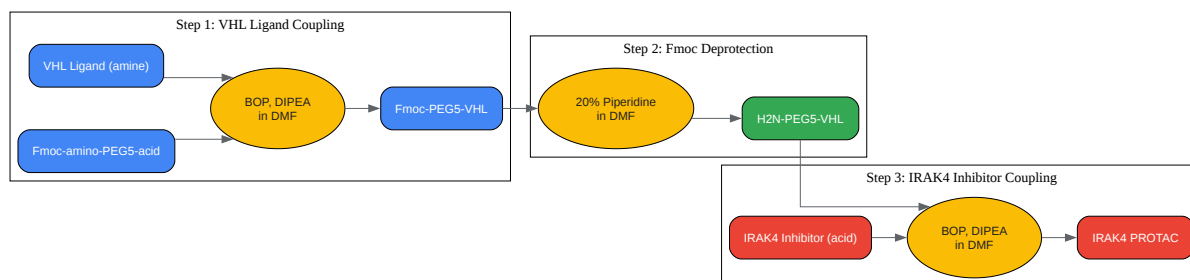 Step 1: VHL Ligand Coupling
VHL Ligand (amine)
Fmoc-amino-PEG5-acid
BOP, DIPEA
in DMF
Fmoc-PEG5-VHL
Step 2: Fmoc Deprotection
20% Piperidine
in DMF
H2N-PEG5-VHL
Step 3: IRAK4 Inhibitor Coupling
IRAK4 Inhibitor (acid)
BOP, DIPEA
in DMF
IRAK4 PROTAC